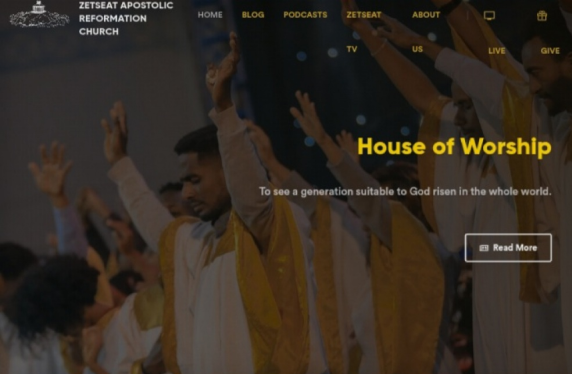 ZETSEAT APOSTOLIC
REFORMATION
CHURCH
HOME BLOG PODCASTS ZETSEAT ABOUT
TV US LIVE GIVE
House of Worship
To see a generation suitable to God risen in the whole world.
Read More